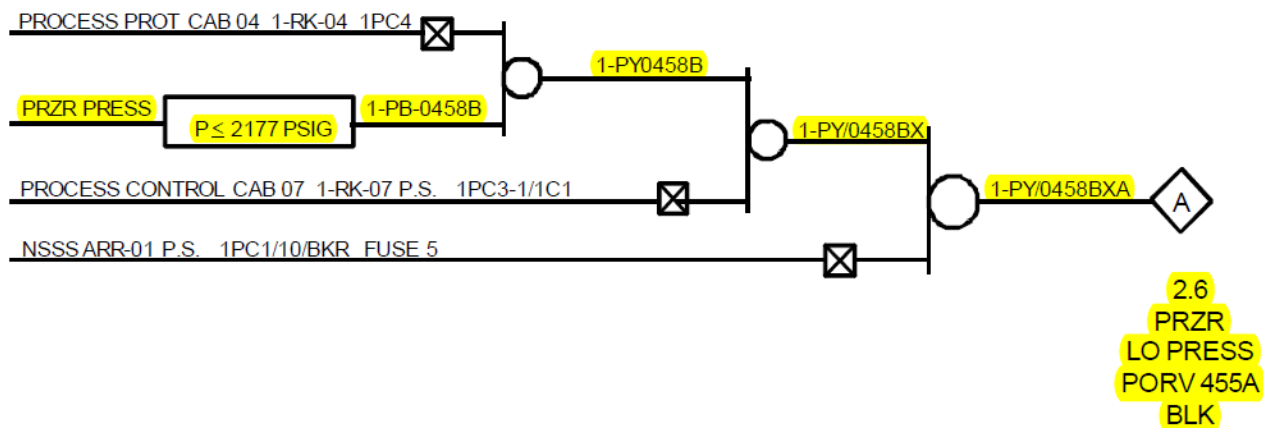 PROCESS PROT CAB 04 1-RK-04 1PC4
1-PY0458B
PRZR PRESS
P ≤ 2177 PSIG
1-PB-0458B
1-PY/0458BX
PROCESS CONTROL CAB 07 1-RK-07 P.S. 1PC3-1/1C1
1-PY/0458BXA
A
NSSS ARR-01 P.S. 1PC1/10/BKR FUSE 5
2.6
PRZR
LO PRESS
PORV 455A
BLK